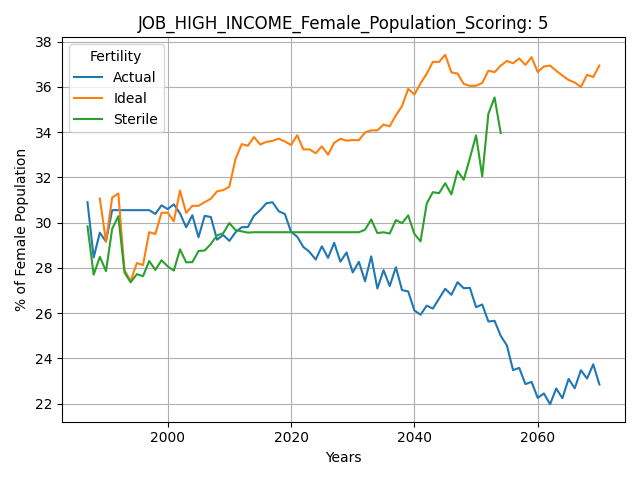 JOB_HIGH_INCOME_Female_Population_Scoring: 5
Fertility
Actual
Ideal
Sterile
% of Female Population
38
36
34
32
30
28
26
24
22
2000 2020 2040 2060
Years